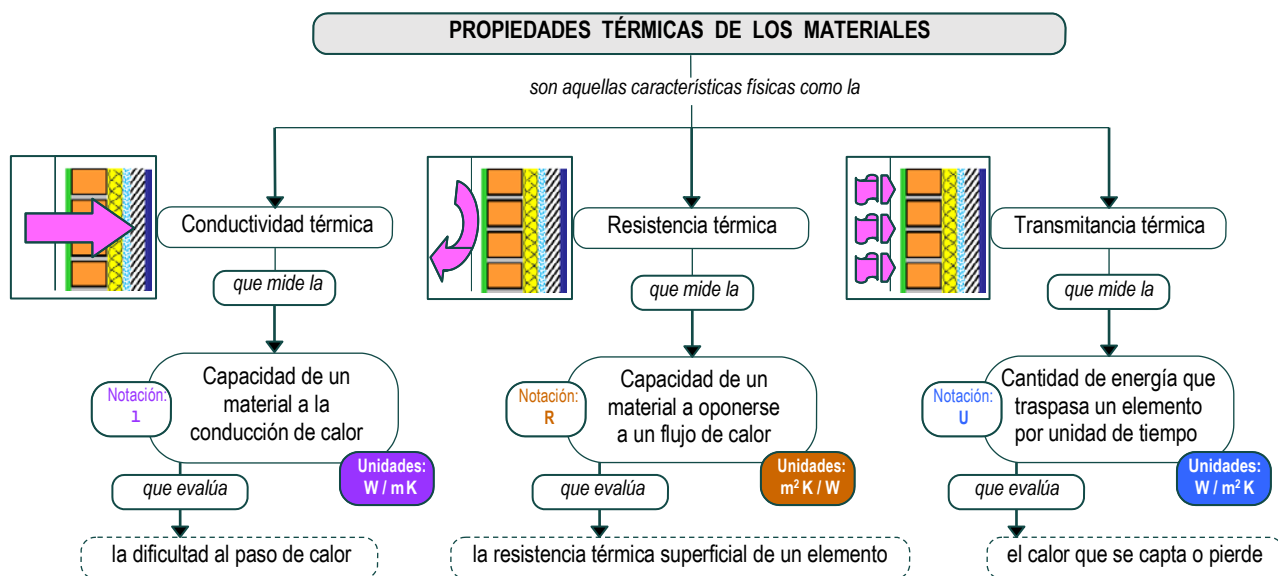 PROPIEDADES TÉRMICAS DE LOS MATERIALES
son aquellas características físicas como la
Conductividad térmica
que mide la
Notación:
l
Capacidad de un
material a la
conducción de calor
Unidades:
W / m K
que evalúa
la dificultad al paso de calor
Resistencia térmica
que mide la
Notación:
R
Capacidad de un
material a oponerse
a un flujo de calor
Unidades:
m² K / W
que evalúa
la resistencia térmica superficial de un elemento
Transmitancia térmica
que mide la
Notación:
U
Cantidad de energía que
traspasa un elemento
por unidad de tiempo
Unidades:
W / m² K
que evalúa
el calor que se capta o pierde